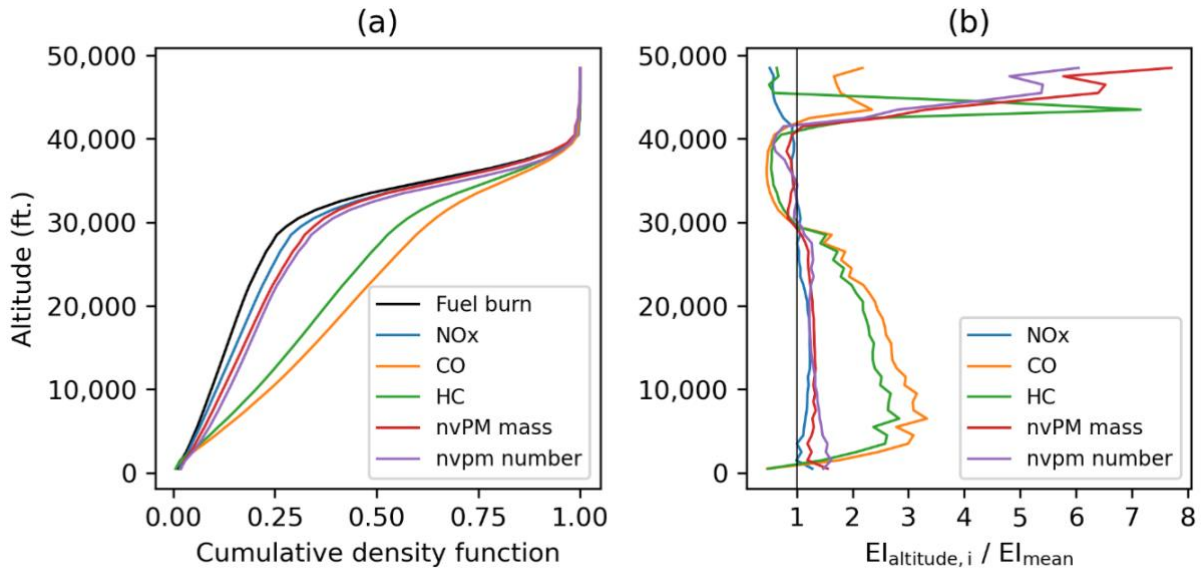 (a)
50,000
40,000
30,000
20,000
10,000
0
Altitude (ft.)
Fuel burn
NOx
CO
HC
nvPM mass
nvpm number
0.00 0.25 0.50 0.75 1.00
Cumulative density function
(b)
50,000
40,000
30,000
20,000
10,000
0
NOx
CO
HC
nvPM mass
nvpm number
1 2 3 4 5 6 7 8
EI_altitude, i / EI_mean